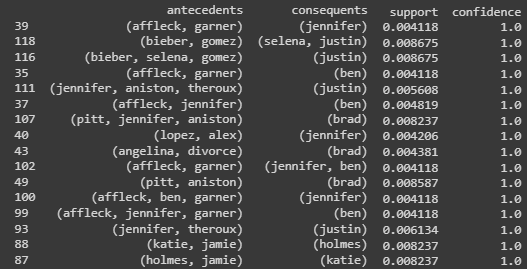 antecedents consequents support confidence
39 (affleck, garner) (jennifer) 0.004118 1.0
118 (bieber, gomez) (selena, justin) 0.008675 1.0
116 (bieber, selena, gomez) (justin) 0.008675 1.0
35 (affleck, garner) (ben) 0.004118 1.0
111 (jennifer, aniston, theroux) (justin) 0.005608 1.0
37 (affleck, jennifer) (ben) 0.004819 1.0
107 (pitt, jennifer, aniston) (brad) 0.008237 1.0
40 (lopez, alex) (jennifer) 0.004206 1.0
43 (angelina, divorce) (brad) 0.004381 1.0
102 (affleck, garner) (jennifer, ben) 0.004118 1.0
49 (pitt, aniston) (brad) 0.008587 1.0
100 (affleck, ben, garner) (jennifer) 0.004118 1.0
99 (affleck, jennifer, garner) (ben) 0.004118 1.0
93 (jennifer, theroux) (justin) 0.006134 1.0
88 (katie, jamie) (holmes) 0.008237 1.0
87 (holmes, jamie) (katie) 0.008237 1.0